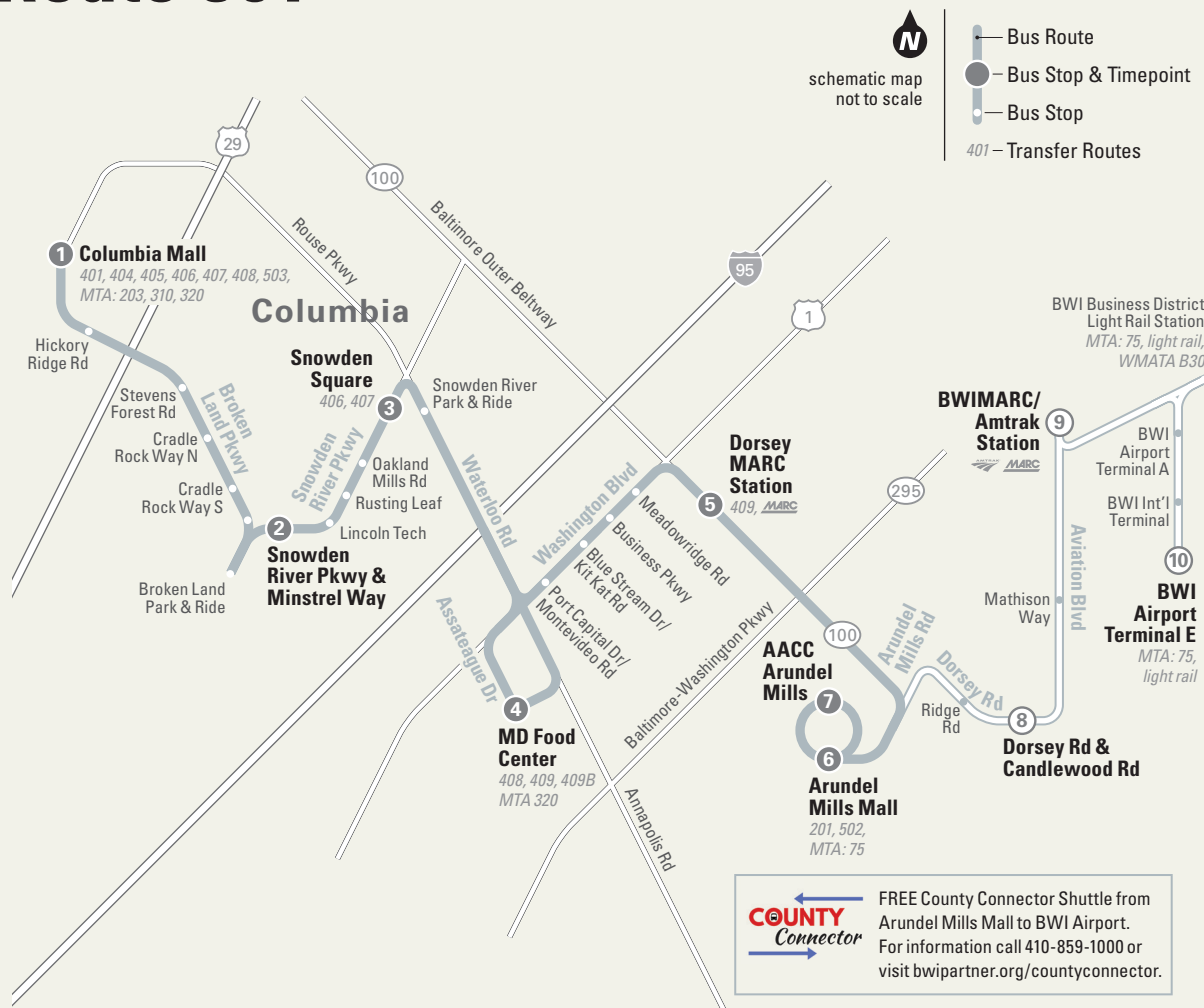 N
schematic map
not to scale
Bus Route
Bus Stop & Timepoint
Bus Stop
401 – Transfer Routes
29
100
Rouse Pkwy
Baltimore Outer Beltway
95
1
1
Columbia Mall
401, 404, 405, 406, 407, 408, 503,
MTA: 203, 310, 320
Columbia
Hickory
Ridge Rd
Stevens
Forest Rd
Broken
Land Pkwy
Cradle
Rock Way N
Cradle
Rock Way S
Broken Land
Park & Ride
2
Snowden
River Pkwy &
Minstrel Way
Lincoln Tech
Rusting Leaf
Oakland
Mills Rd
Snowden
River Pkwy
Snowden
Square
406, 407
3
Snowden River
Park & Ride
Waterloo Rd
Assateague Dr
4
MD Food
Center
408, 409, 409B
MTA 320
Annapolis Rd
Port Capital Dr/
Montevideo Rd
Blue Stream Dr/
Kit Kat Rd
Business Pkwy
Meadowridge Rd
Washington Blvd
Dorsey
MARC
Station
409, MARC
5
295
Baltimore-Washington Pkwy
100
AACC
Arundel
Mills
7
6
Arundel
Mills Mall
201, 502,
MTA: 75
Arundel
Mills Rd
Dorsey Rd
Ridge
Rd
8
Dorsey Rd &
Candlewood Rd
Mathison
Way
Aviation Blvd
BWI MARC/
Amtrak
Station
AMTRAK MARC
9
BWI Business District
Light Rail Station
MTA: 75, light rail,
WMATA B30
BWI
Airport
Terminal A
BWI Int'l
Terminal
10
BWI
Airport
Terminal E
MTA: 75,
light rail
COUNTY
Connector
FREE County Connector Shuttle from
Arundel Mills Mall to BWI Airport.
For information call 410-859-1000 or
visit bwipartner.org/countyconnector.